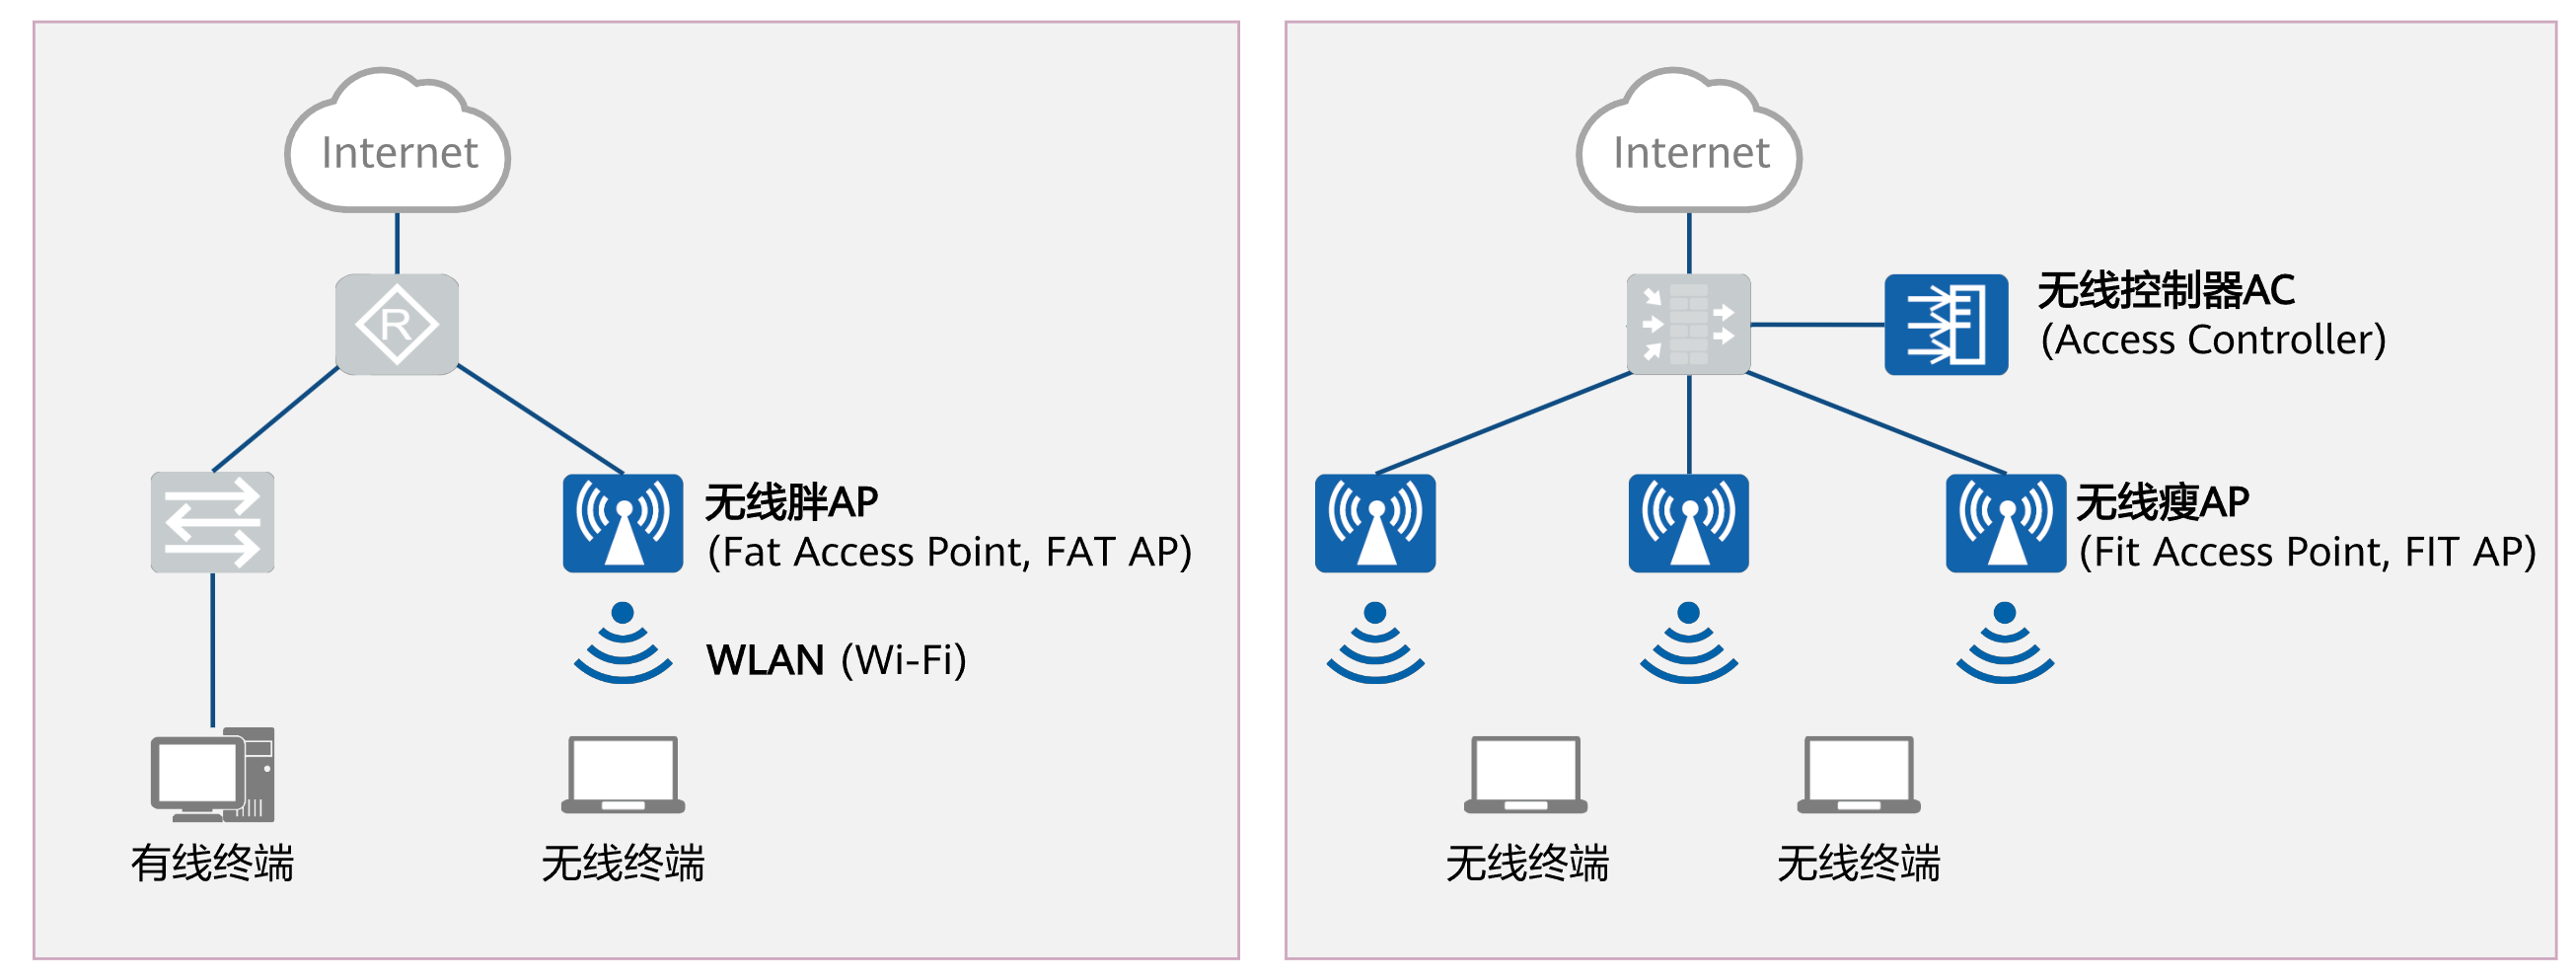 Internet
R
无线胖AP
(Fat Access Point, FAT AP)
WLAN (Wi-Fi)
有线终端
无线终端
Internet
无线控制器AC
(Access Controller)
无线瘦AP
(Fit Access Point, FIT AP)
无线终端
无线终端